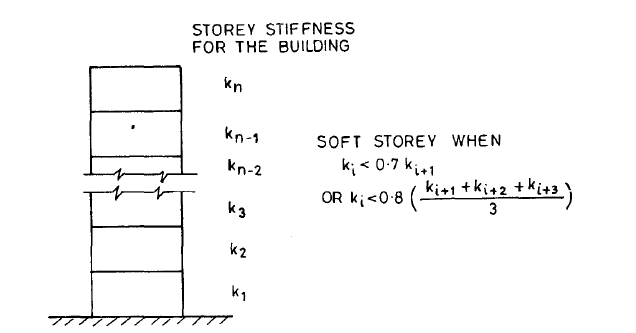 STOREY STIFFNESS
FOR THE BUILDING
kn
kn-1
kn-2
k3
k2
k1
SOFT STOREY WHEN
ki < 0·7 ki+1
OR ki<0·8 ( ki+1 +ki+2 +ki+3 / 3 )